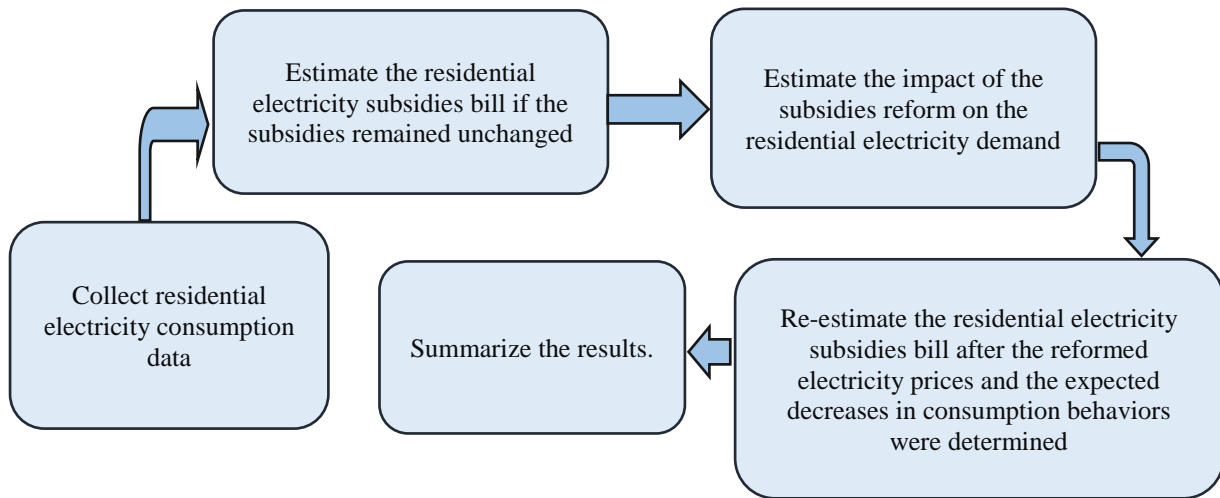 Collect residential
electricity consumption
data
Estimate the residential
electricity subsidies bill if the
subsidies remained unchanged
Estimate the impact of the
subsidies reform on the
residential electricity demand
Re-estimate the residential electricity
subsidies bill after the reformed
electricity prices and the expected
decreases in consumption behaviors
were determined
Summarize the results.